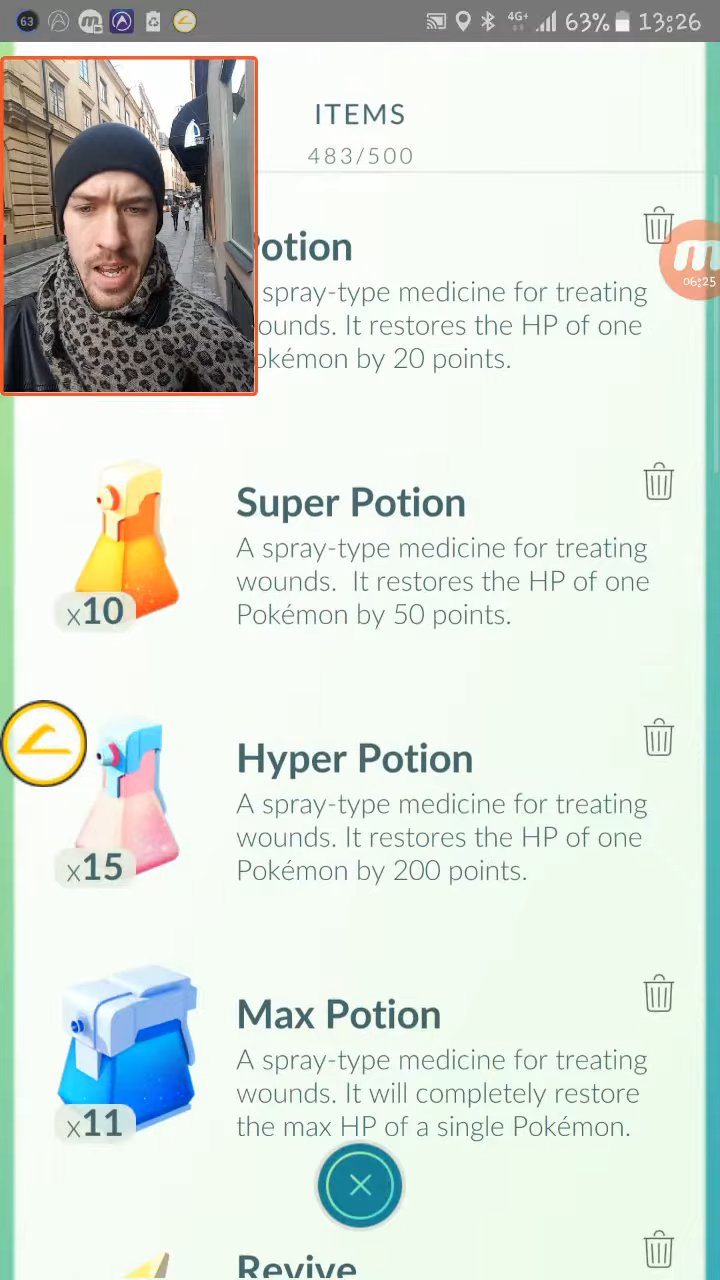 63
4G+ 63% 13:26
ITEMS
483/500
otion
spray-type medicine for treating
ounds. It restores the HP of one
okémon by 20 points.
06:25
Super Potion
A spray-type medicine for treating
wounds. It restores the HP of one
Pokémon by 50 points.
x10
Hyper Potion
A spray-type medicine for treating
wounds. It restores the HP of one
Pokémon by 200 points.
x15
Max Potion
A spray-type medicine for treating
wounds. It will completely restore
the max HP of a single Pokémon.
x11
Revive